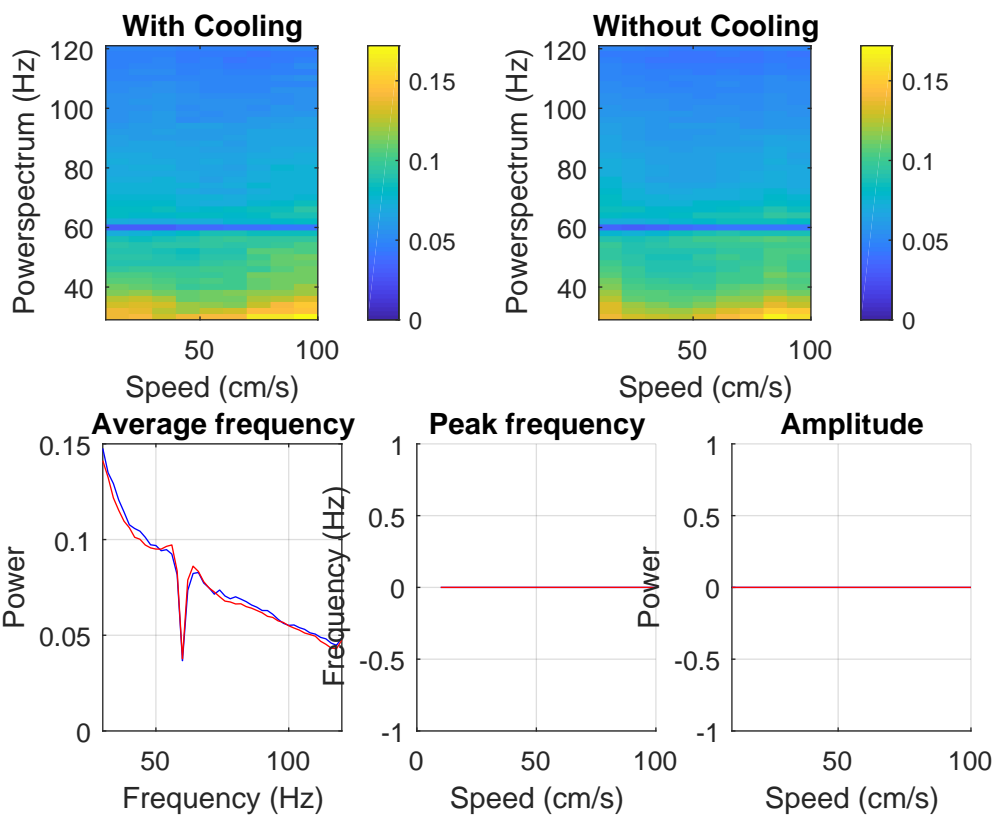 With Cooling
Powerspectrum (Hz)
120
100
80
60
40
50
100
Speed (cm/s)
0.15
0.1
0.05
0
Without Cooling
Powerspectrum (Hz)
120
100
80
60
40
50
100
Speed (cm/s)
0.15
0.1
0.05
0
Average frequency
Power
0.15
0.1
0.05
0
50
100
Frequency (Hz)
Peak frequency
Frequency (Hz)
1
0.5
0
-0.5
-1
0
50
100
Speed (cm/s)
Amplitude
Power
1
0.5
0
-0.5
-1
50
100
Speed (cm/s)